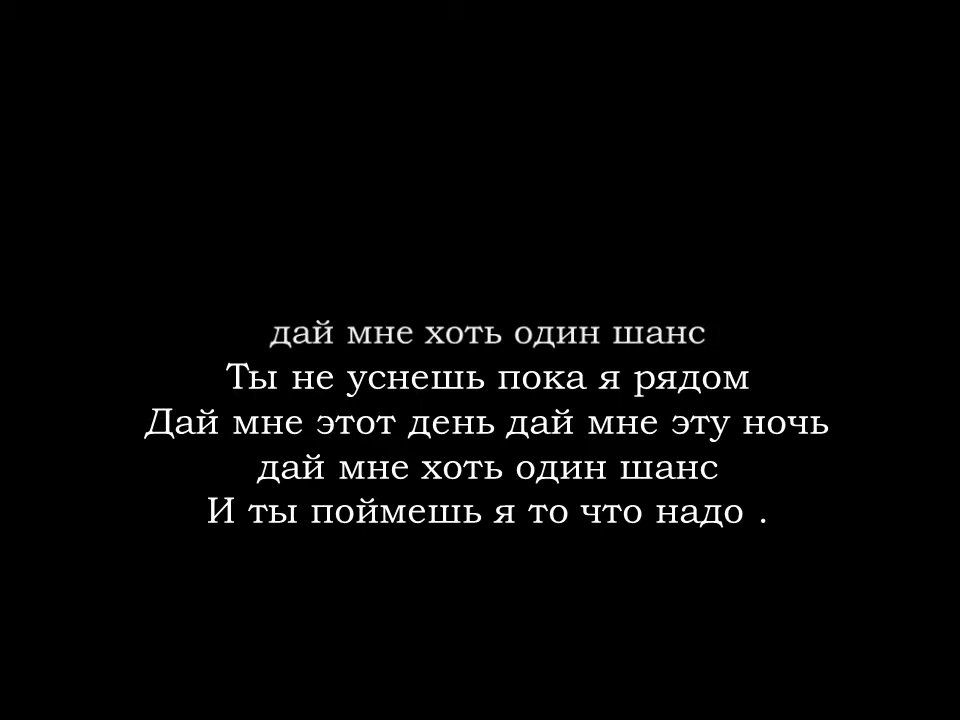 дай мне хоть один шанс
Ты не уснешь пока я рядом
Дай мне этот день дай мне эту ночь
дай мне хоть один шанс
И ты поймешь я то что надо .